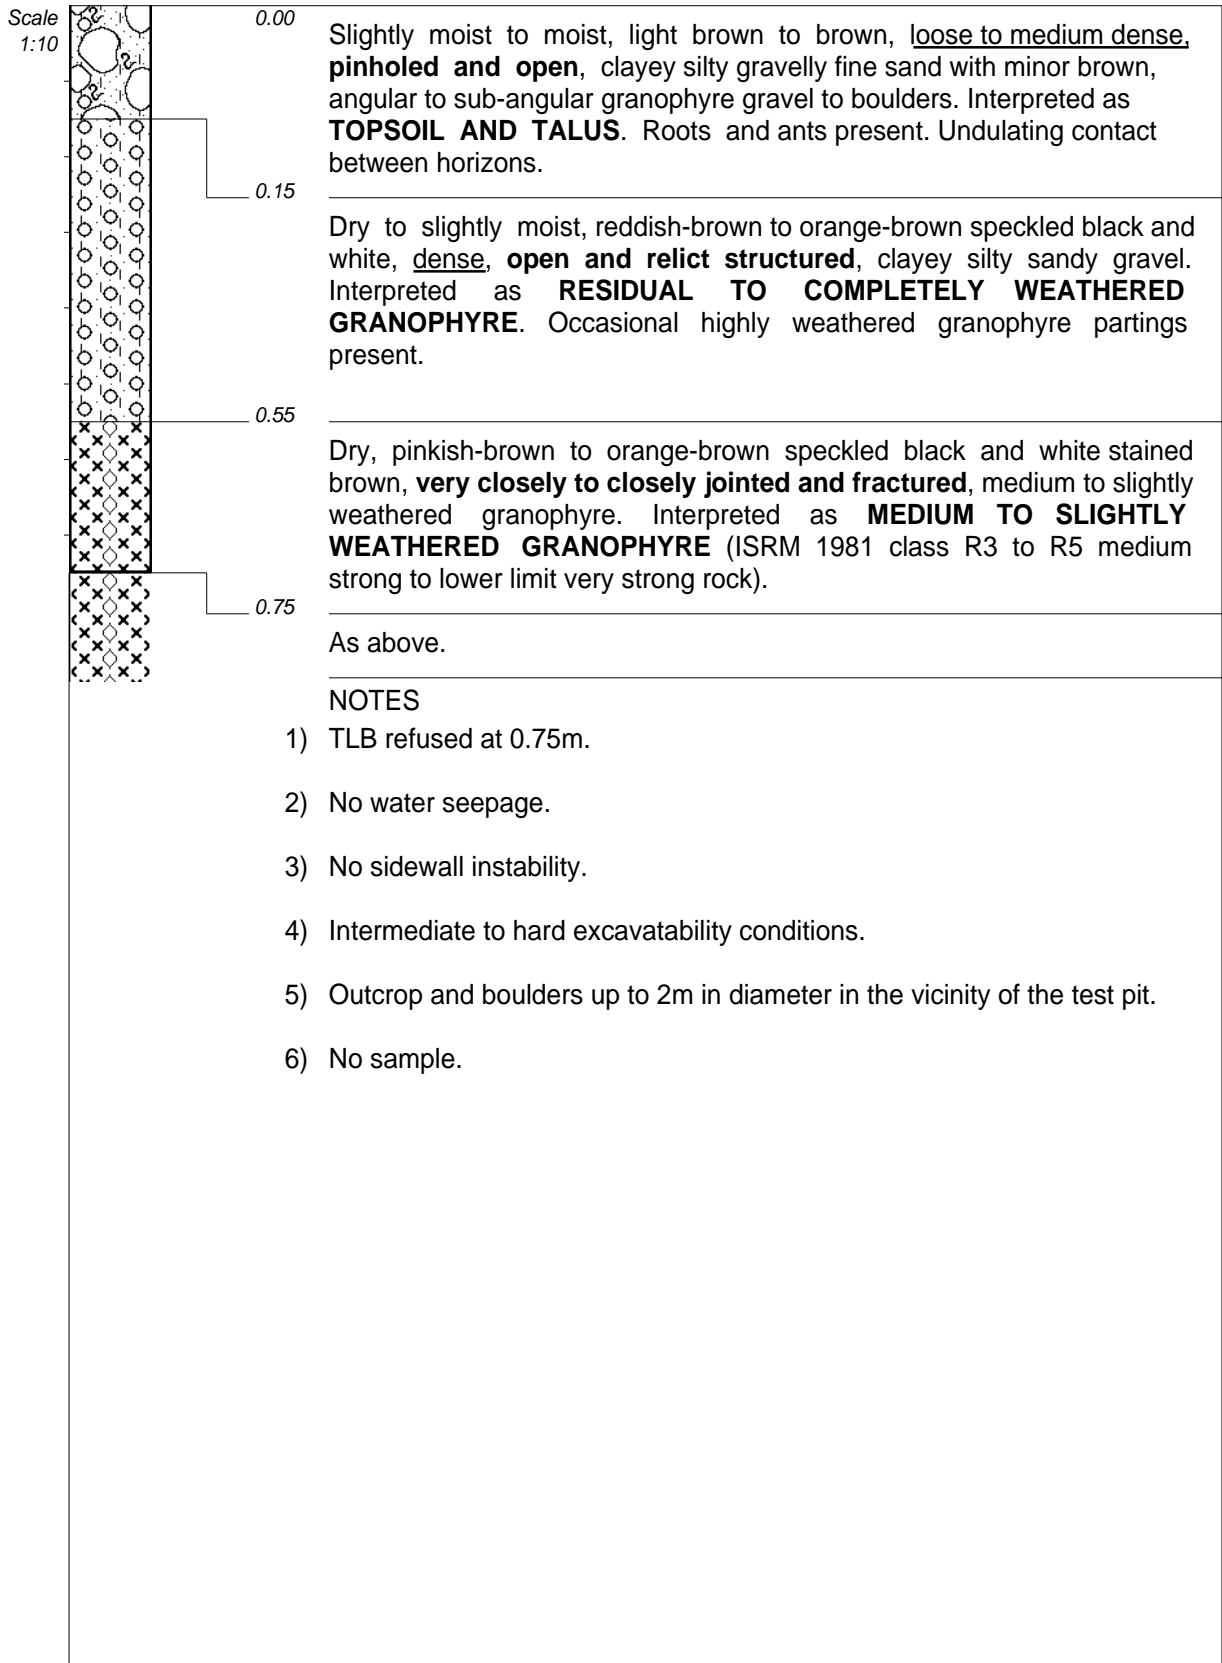 Scale
1:10
0.00
Slightly moist to moist, light brown to brown, loose to medium dense,
pinholed and open, clayey silty gravelly fine sand with minor brown,
angular to sub-angular granophyre gravel to boulders. Interpreted as
TOPSOIL AND TALUS. Roots and ants present. Undulating contact
between horizons.
0.15
Dry to slightly moist, reddish-brown to orange-brown speckled black and
white, dense, open and relict structured, clayey silty sandy gravel.
Interpreted as RESIDUAL TO COMPLETELY WEATHERED
GRANOPHYRE. Occasional highly weathered granophyre partings
present.
0.55
Dry, pinkish-brown to orange-brown speckled black and white stained
brown, very closely to closely jointed and fractured, medium to slightly
weathered granophyre. Interpreted as MEDIUM TO SLIGHTLY
WEATHERED GRANOPHYRE (ISRM 1981 class R3 to R5 medium
strong to lower limit very strong rock).
0.75
As above.
NOTES
1) TLB refused at 0.75m.
2) No water seepage.
3) No sidewall instability.
4) Intermediate to hard excavatability conditions.
5) Outcrop and boulders up to 2m in diameter in the vicinity of the test pit.
6) No sample.